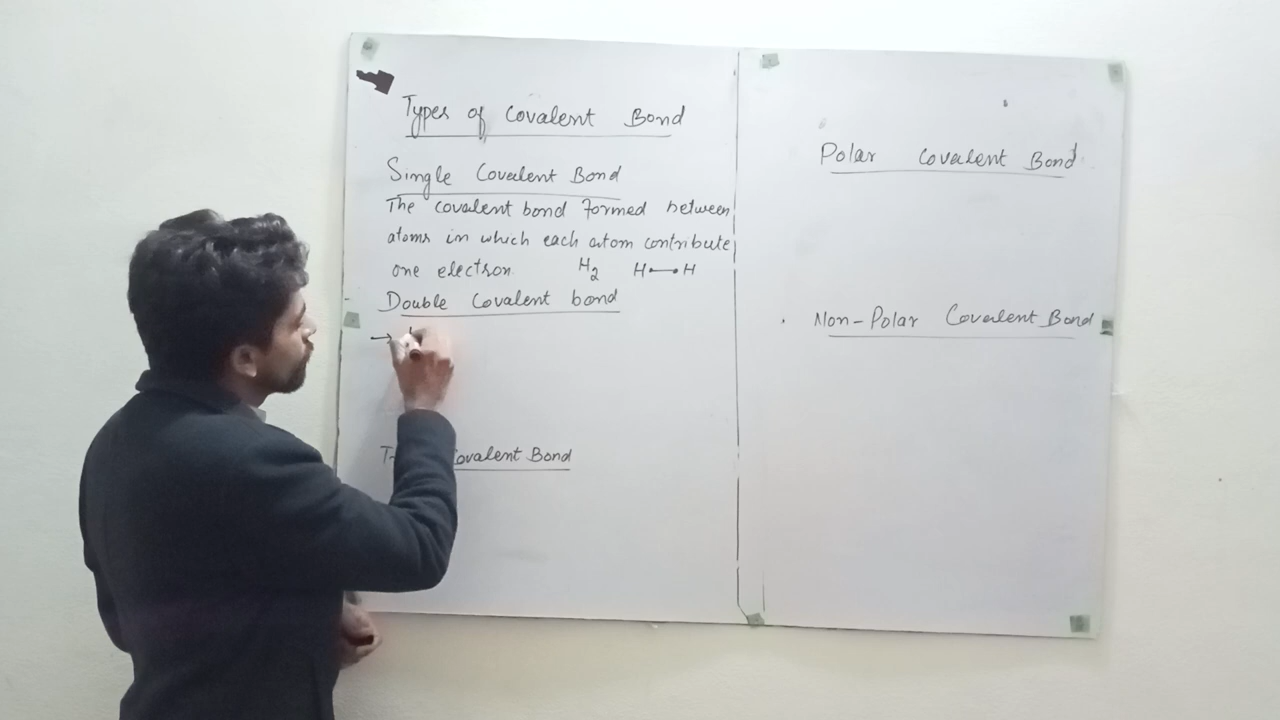 Types of Covalent Bond
Single Covalent Bond
The covalent bond formed between
atoms in which each atom contribute
one electron. H2 H—H
Double Covalent bond
→
Covalent Bond
Polar Covalent Bond
Non-Polar Covalent Bond